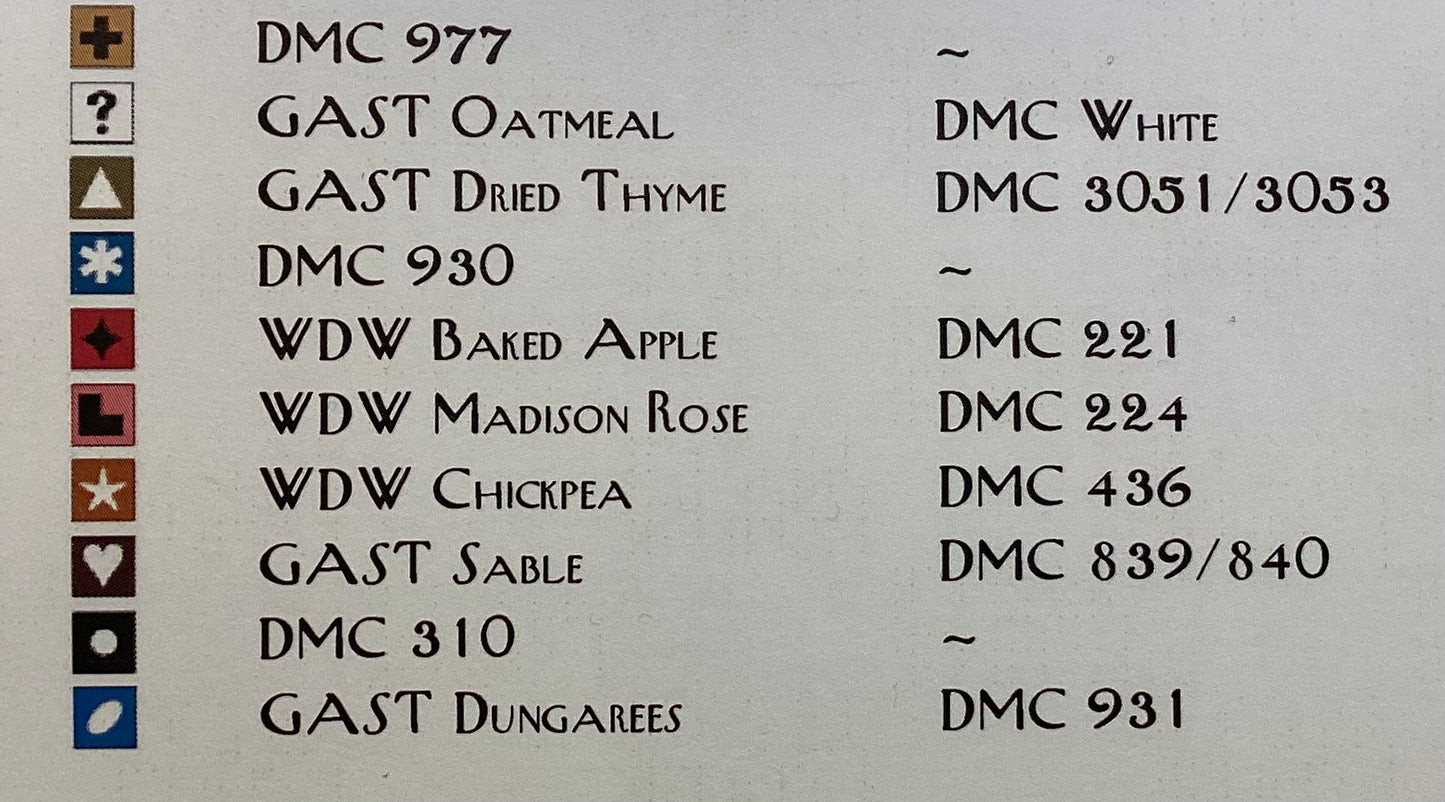 DMC 977 ~
? GAST Oatmeal DMC White
GAST Dried Thyme DMC 3051/3053
DMC 930 ~
WDW Baked Apple DMC 221
WDW Madison Rose DMC 224
WDW Chickpea DMC 436
GAST Sable DMC 839/840
DMC 310 ~
GAST Dungarees DMC 931